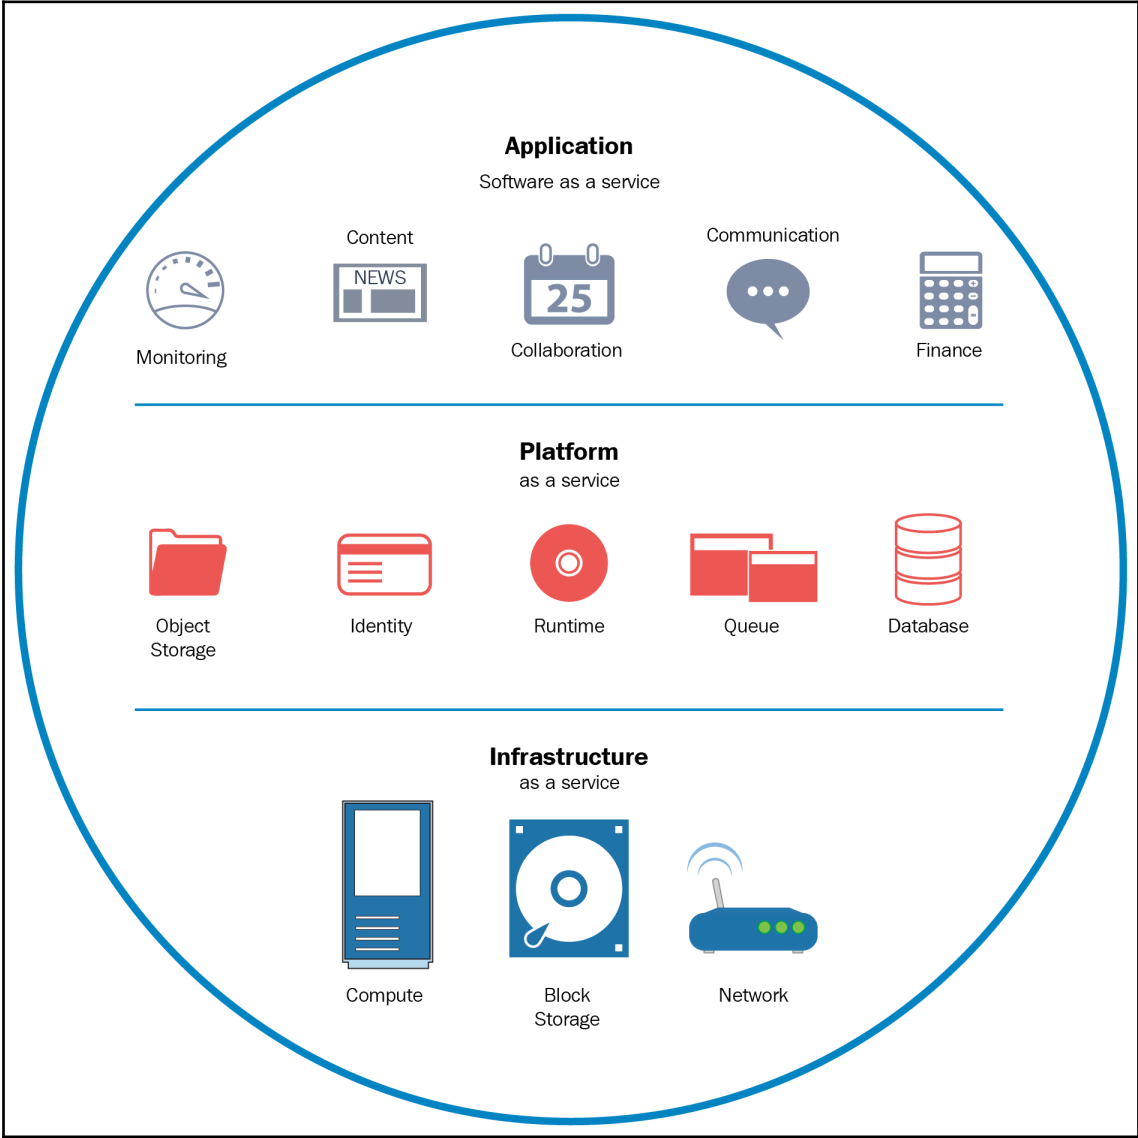 Application
Software as a service
Content
Communication
NEWS
25
Monitoring
Collaboration
Finance
Platform
as a service
Object
Storage
Identity
Runtime
Queue
Database
Infrastructure
as a service
Compute
Block
Storage
Network